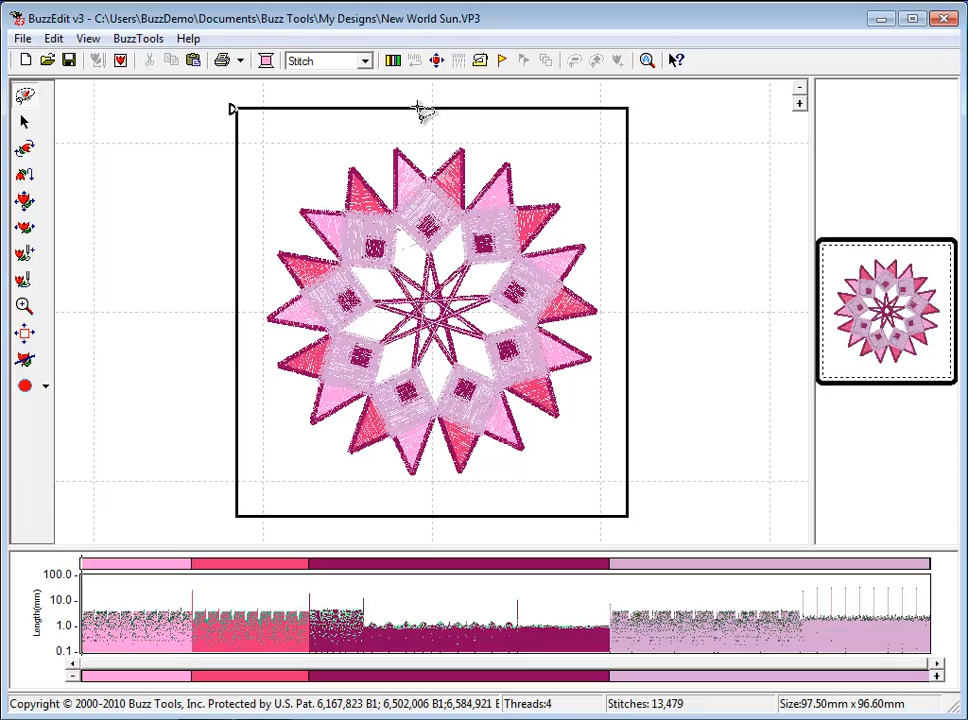 BuzzEdit v3 - C:\Users\BuzzDemo\Documents\Buzz Tools\My Designs\New World Sun.VP3
File Edit View BuzzTools Help
Stitch
-
+
Length(mm)
100.0
10.0
1.0
0.1
-
+
Copyright © 2000-2010 Buzz Tools, Inc. Protected by U.S. Pat. 6,167,823 B1; 6,502,006 B1;6,584,921 E Threads:4 Stitches: 13,479 Size:97.50mm x 96.60mm